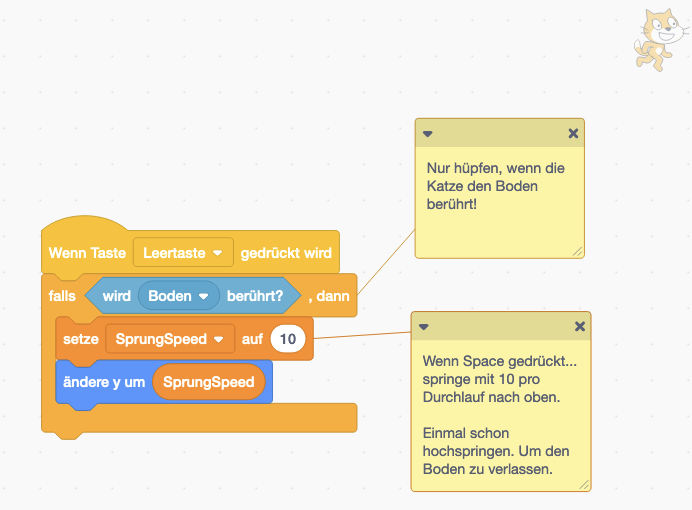 Nur hüpfen, wenn die
Katze den Boden
berührt!
Wenn Taste Leertaste gedrückt wird
falls wird Boden berührt? , dann
setze SprungSpeed auf 10
ändere y um SprungSpeed
Wenn Space gedrückt...
springe mit 10 pro
Durchlauf nach oben.
Einmal schon
hochspringen. Um den
Boden zu verlassen.